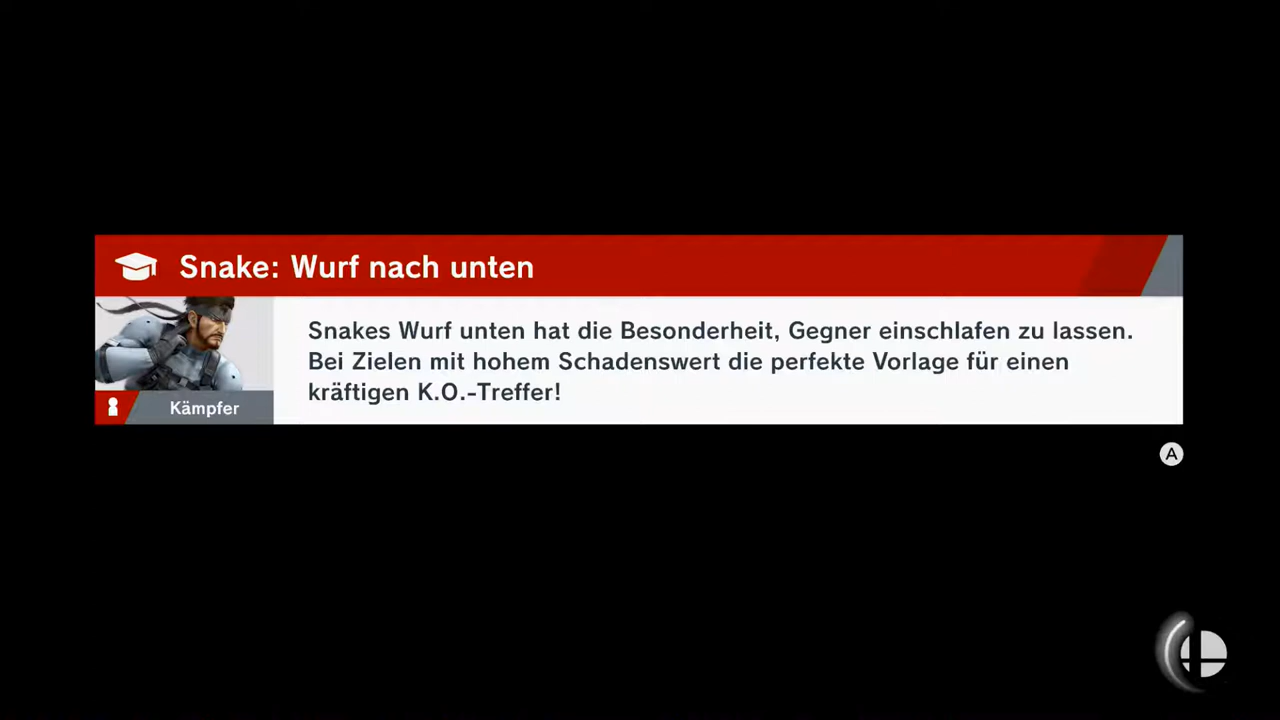 Snake: Wurf nach unten
Snakes Wurf unten hat die Besonderheit, Gegner einschlafen zu lassen.
Bei Zielen mit hohem Schadenswert die perfekte Vorlage für einen
kräftigen K.O.-Treffer!
Kämpfer
A